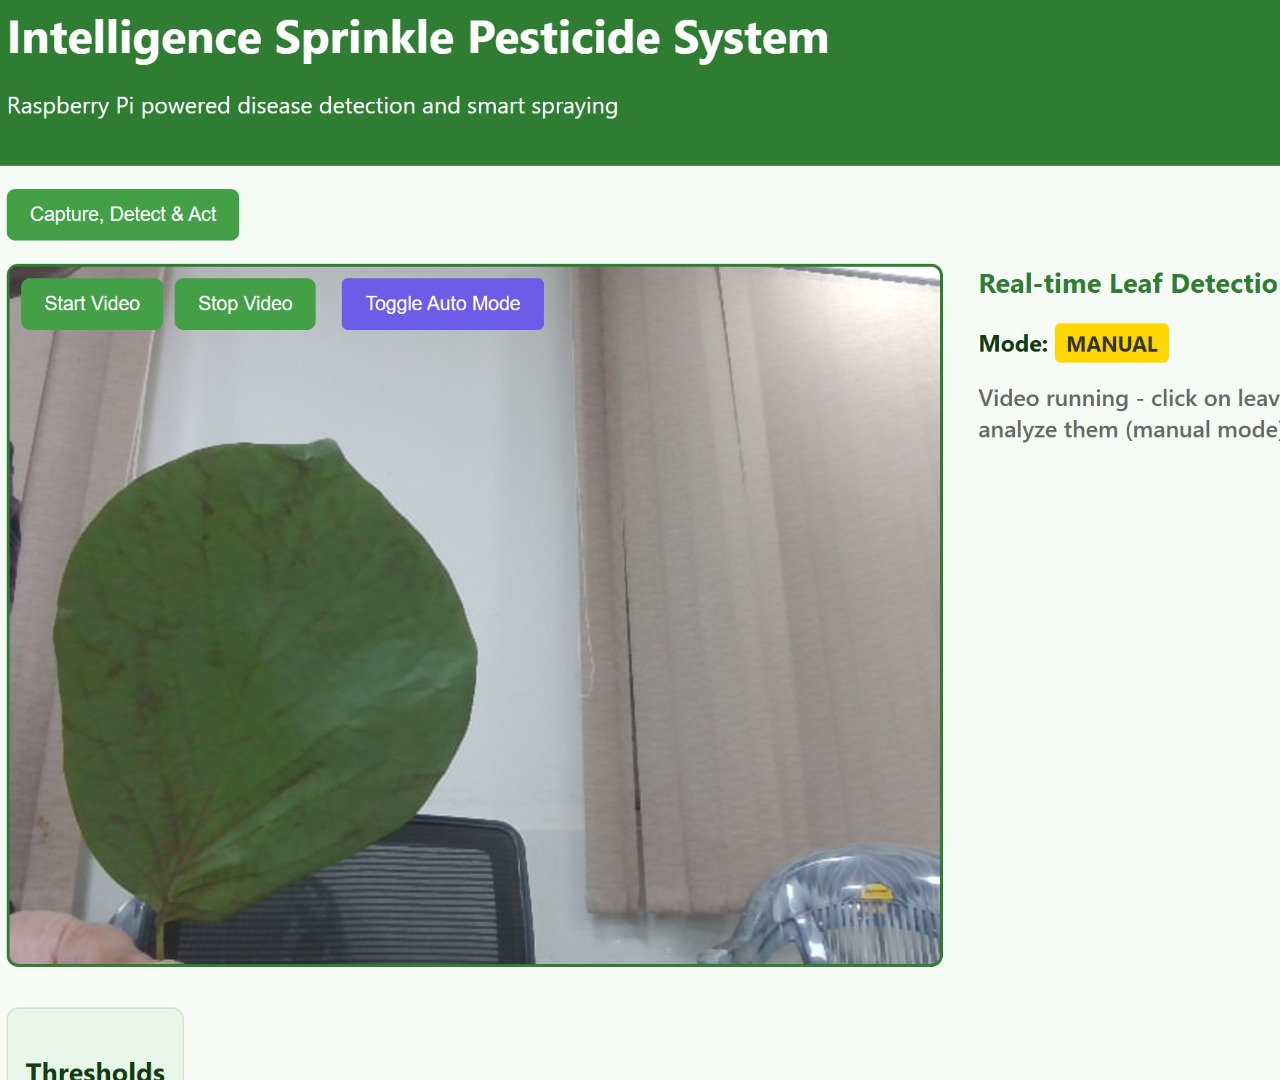 Intelligence Sprinkle Pesticide System
Raspberry Pi powered disease detection and smart spraying
Capture, Detect & Act
Start Video
Stop Video
Toggle Auto Mode
Real-time Leaf Detectio
Mode: MANUAL
Video running - click on leav
analyze them (manual mode)
Thresholds